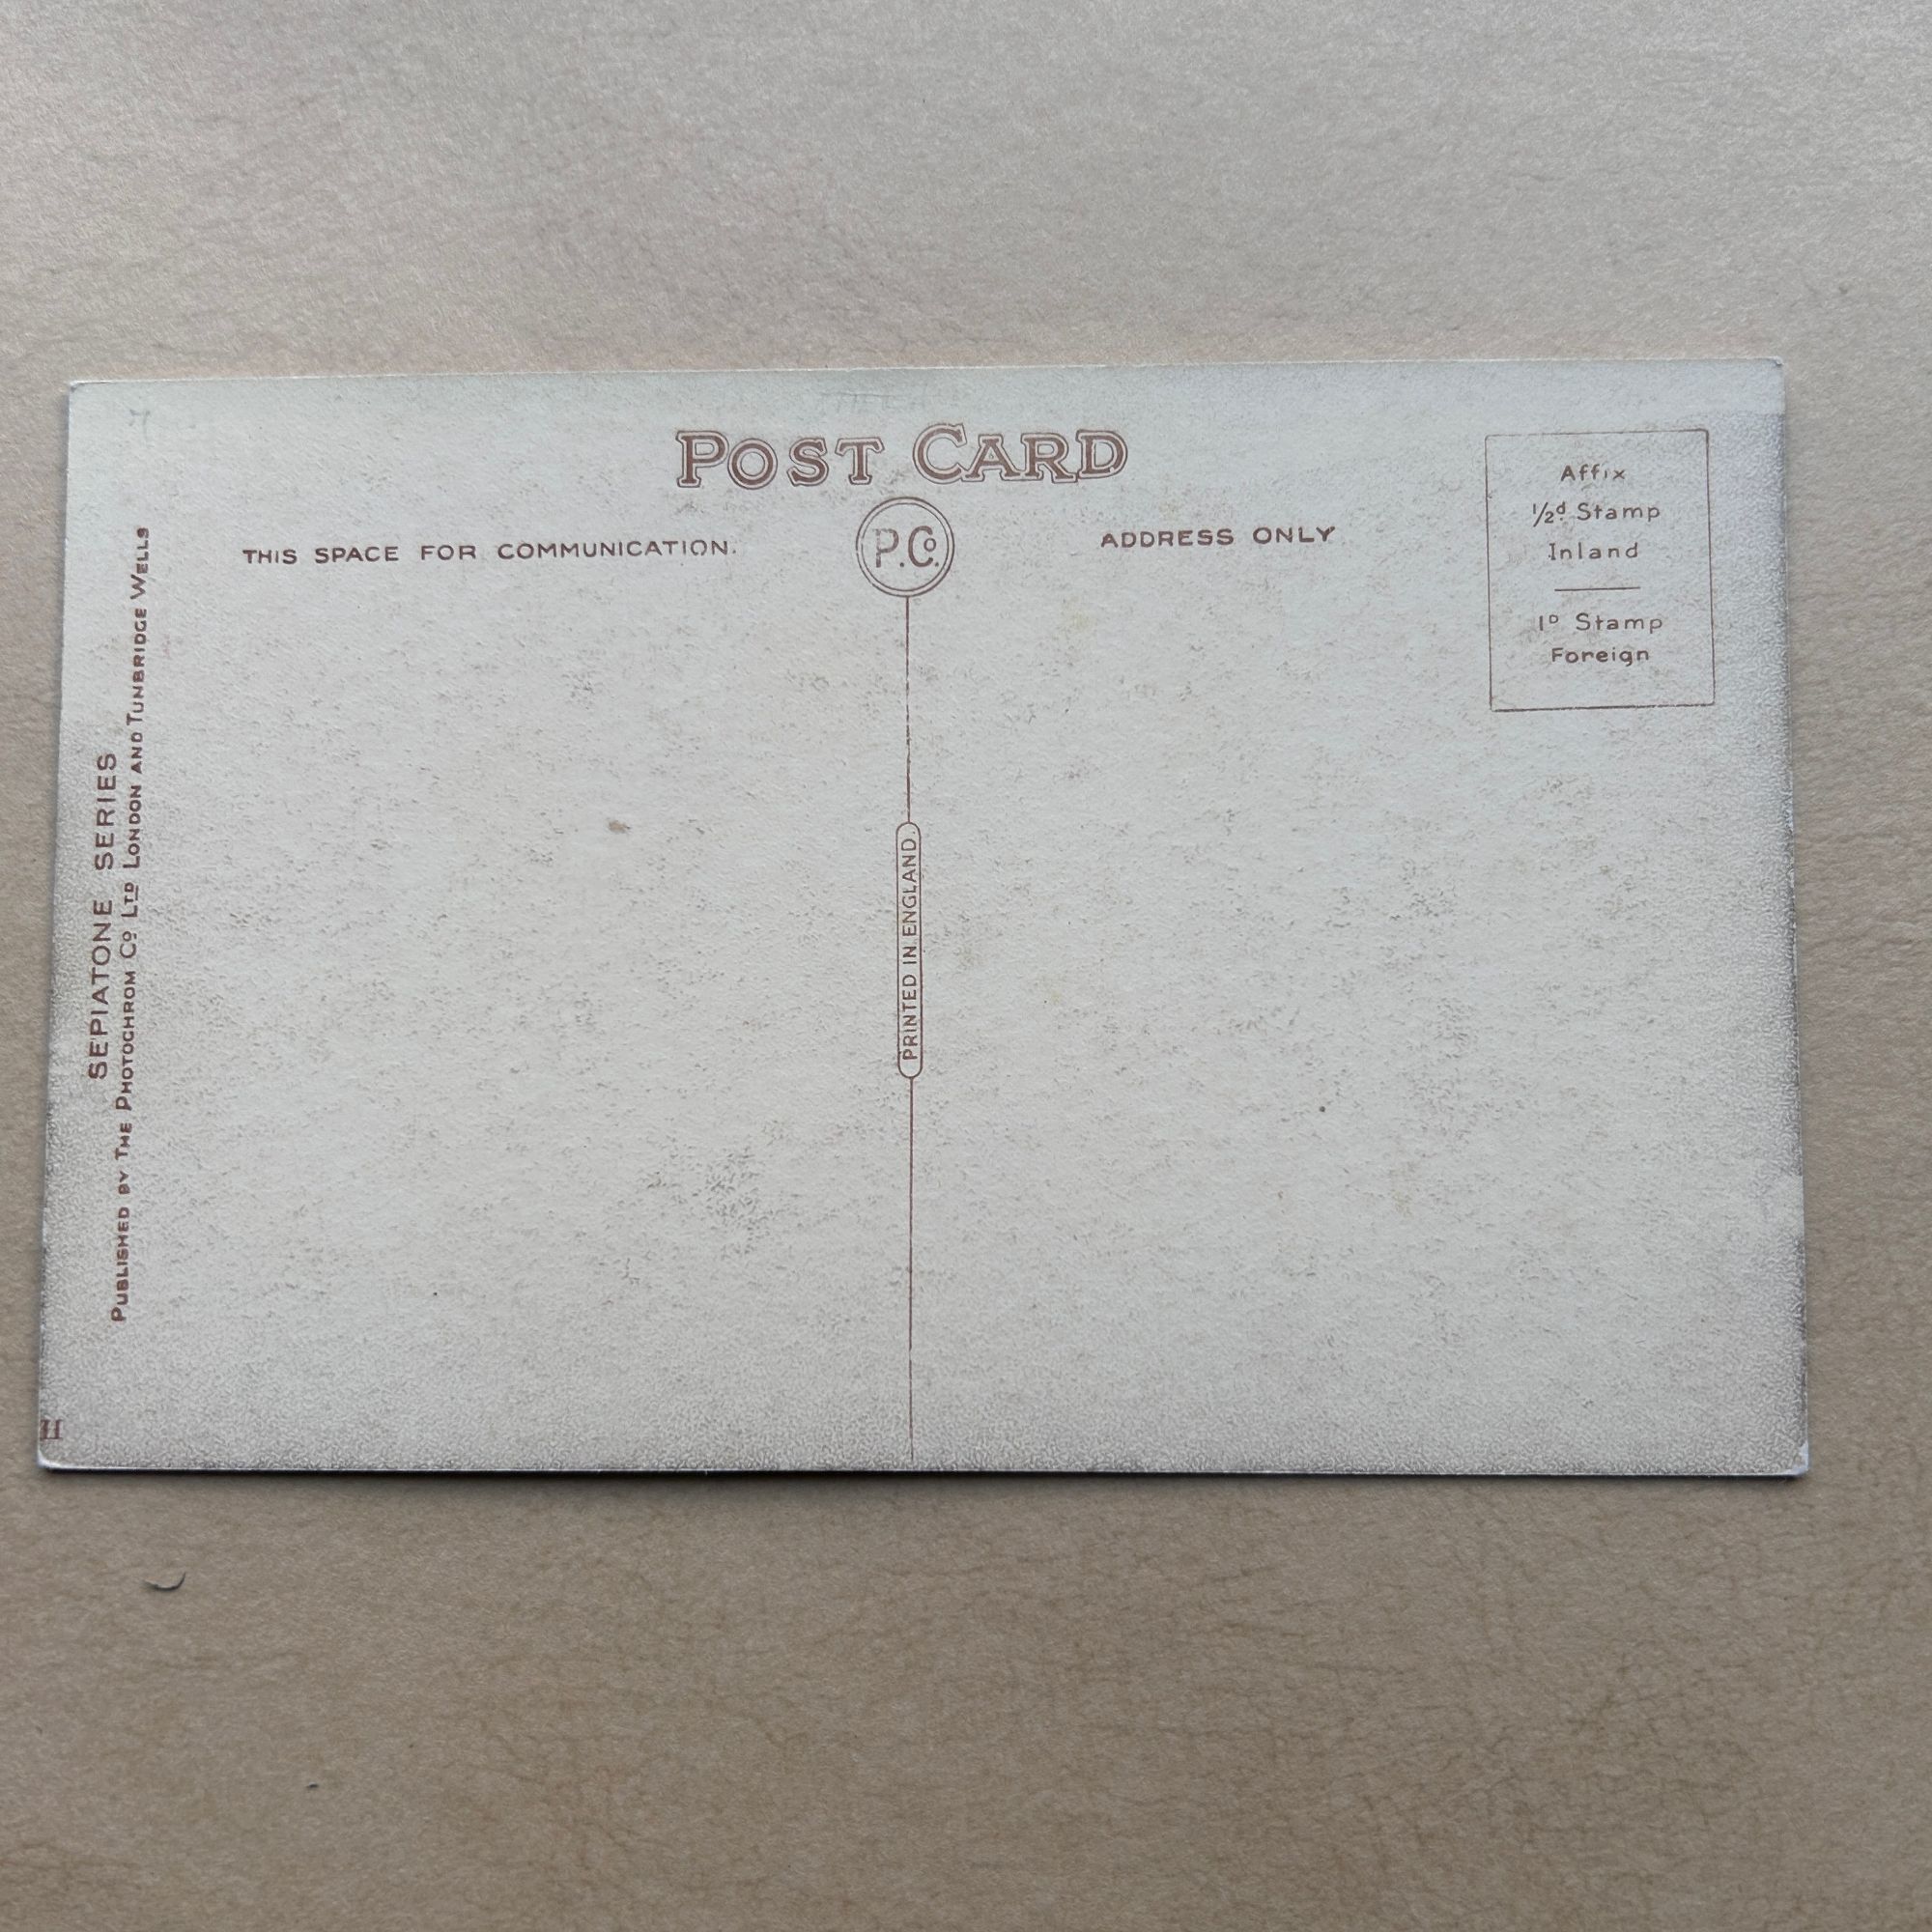 POST CARD
P.Co.
THIS SPACE FOR COMMUNICATION.
ADDRESS ONLY
Affix
½d. Stamp
Inland
1D Stamp
Foreign
PRINTED IN ENGLAND.
SEPIATONE SERIES
PUBLISHED BY THE PHOTOCHROM Co LTD LONDON AND TUNBRIDGE WELLS